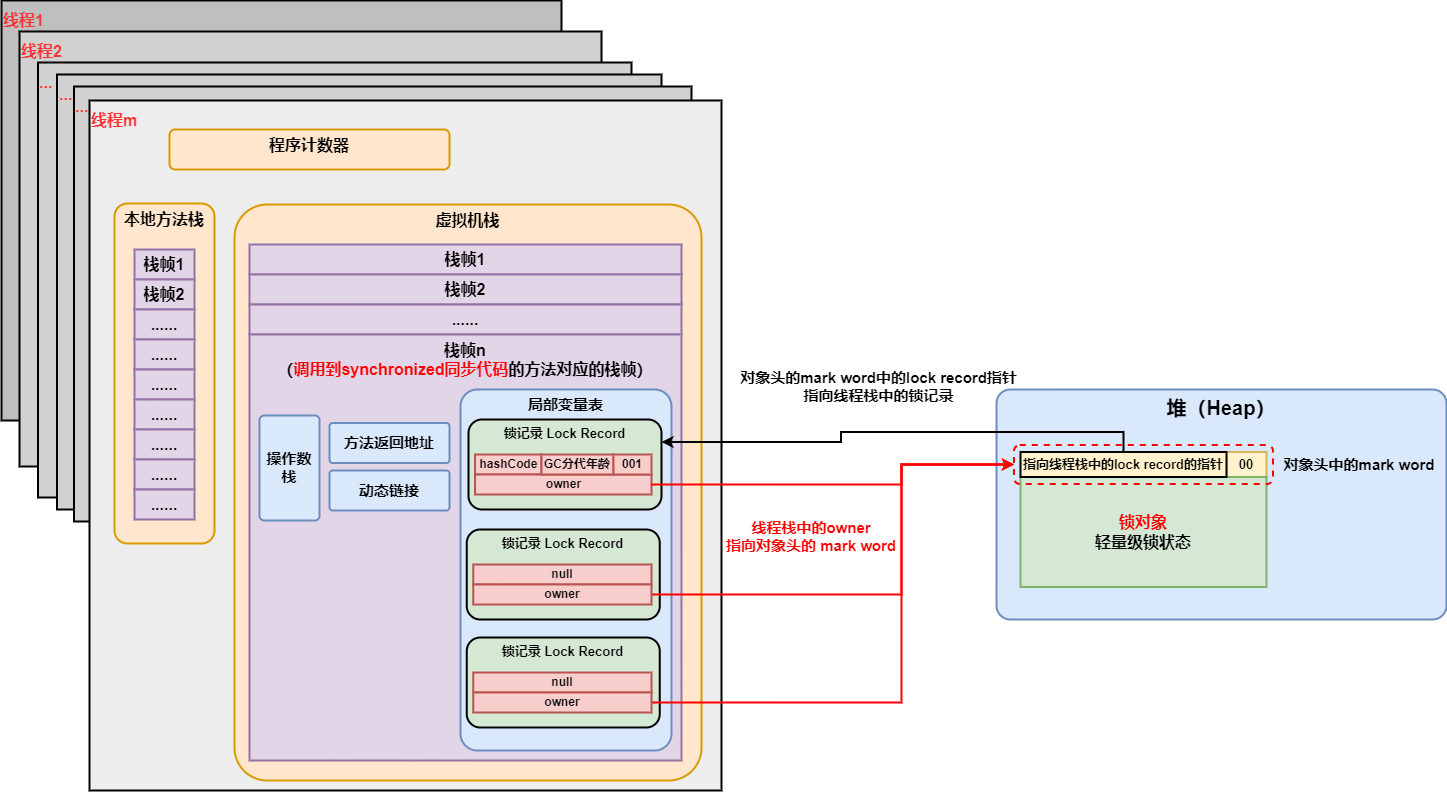 线程1
线程2
...
...
...
线程m
程序计数器
本地方法栈
栈帧1
栈帧2
......
......
......
......
......
......
......
虚拟机栈
栈帧1
栈帧2
......
栈帧n
(调用到synchronized同步代码的方法对应的栈帧)
操作数
栈
方法返回地址
动态链接
局部变量表
锁记录 Lock Record
hashCode GC分代年龄 001
owner
锁记录 Lock Record
null
owner
锁记录 Lock Record
null
owner
对象头的mark word中的lock record指针
指向线程栈中的锁记录
线程栈中的owner
指向对象头的 mark word
堆（Heap）
指向线程栈中的lock record的指针 00
对象头中的mark word
锁对象
轻量级锁状态